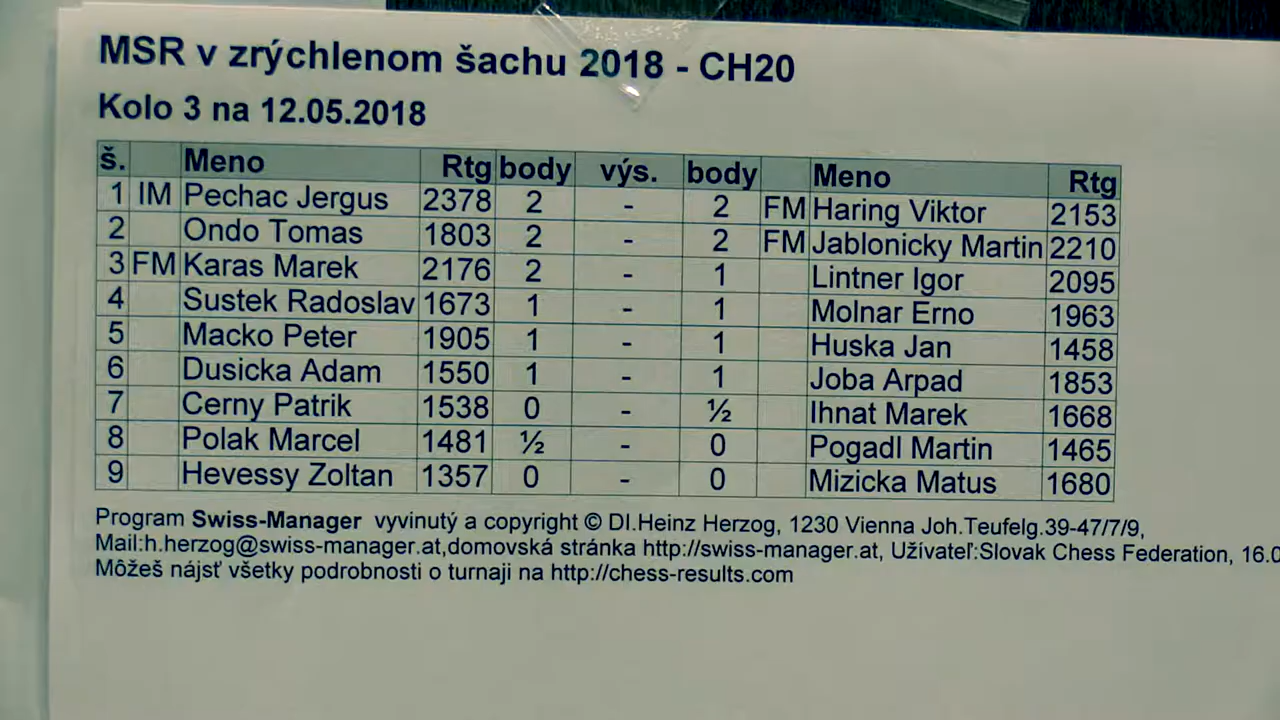 MSR v zrýchlenom šachu 2018 - CH20
Kolo 3 na 12.05.2018
š. Meno Rtg body výs. body Meno Rtg
1 IM Pechac Jergus 2378 2 - 2 FM Haring Viktor 2153
2 Ondo Tomas 1803 2 - 2 FM Jablonicky Martin 2210
3 FM Karas Marek 2176 2 - 1 Lintner Igor 2095
4 Sustek Radoslav 1673 1 - 1 Molnar Erno 1963
5 Macko Peter 1905 1 - 1 Huska Jan 1458
6 Dusicka Adam 1550 1 - 1 Joba Arpad 1853
7 Cerny Patrik 1538 0 - ½ Ihnat Marek 1668
8 Polak Marcel 1481 ½ - 0 Pogadl Martin 1465
9 Hevessy Zoltan 1357 0 - 0 Mizicka Matus 1680
Program Swiss-Manager vyvinutý a copyright © DI.Heinz Herzog, 1230 Vienna Joh.Teufelg.39-47/7/9,
Mail:h.herzog@swiss-manager.at,domovská stránka http://swiss-manager.at, Užívateľ:Slovak Chess Federation, 16.0
Môžeš nájsť všetky podrobnosti o turnaji na http://chess-results.com